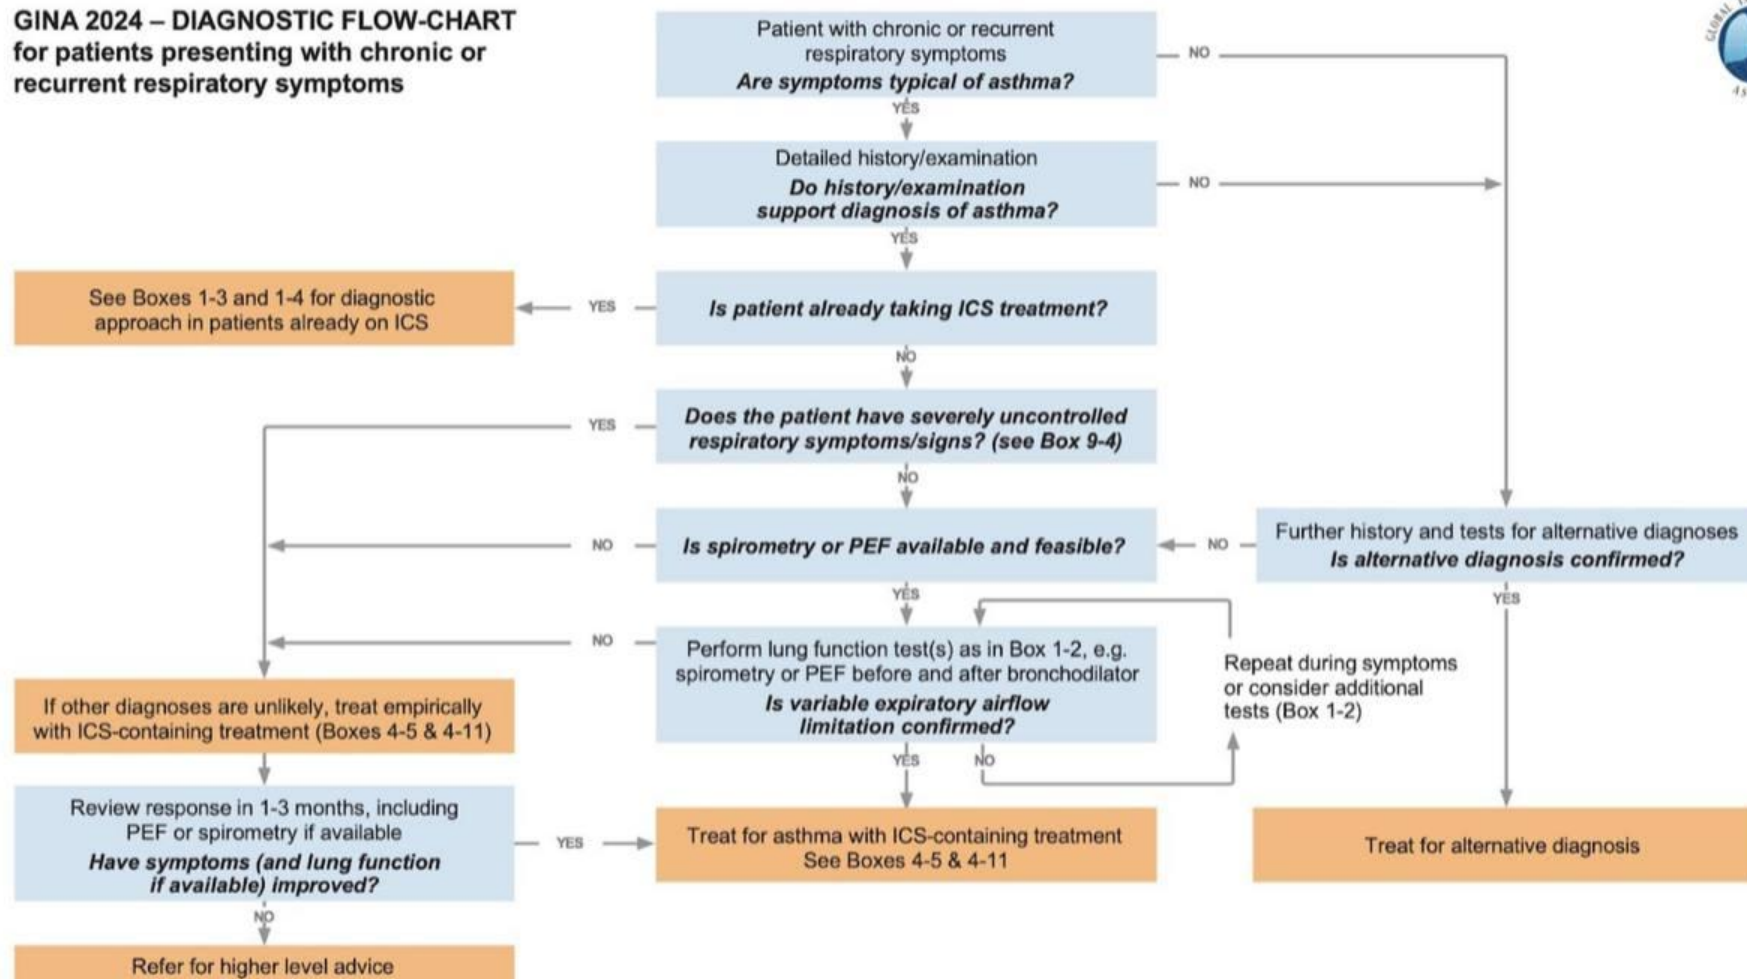 GINA 2024 – DIAGNOSTIC FLOW-CHART
for patients presenting with chronic or
recurrent respiratory symptoms
Patient with chronic or recurrent
respiratory symptoms
Are symptoms typical of asthma?
NO
YES
Detailed history/examination
Do history/examination
support diagnosis of asthma?
NO
YES
See Boxes 1-3 and 1-4 for diagnostic
approach in patients already on ICS
YES
Is patient already taking ICS treatment?
NO
YES
Does the patient have severely uncontrolled
respiratory symptoms/signs? (see Box 9-4)
NO
NO
Is spirometry or PEF available and feasible?
NO
Further history and tests for alternative diagnoses
Is alternative diagnosis confirmed?
YES
YES
NO
Perform lung function test(s) as in Box 1-2, e.g.
spirometry or PEF before and after bronchodilator
Is variable expiratory airflow
limitation confirmed?
Repeat during symptoms
or consider additional
tests (Box 1-2)
YES
NO
If other diagnoses are unlikely, treat empirically
with ICS-containing treatment (Boxes 4-5 & 4-11)
Review response in 1-3 months, including
PEF or spirometry if available
Have symptoms (and lung function
if available) improved?
YES
Treat for asthma with ICS-containing treatment
See Boxes 4-5 & 4-11
Treat for alternative diagnosis
NO
Refer for higher level advice